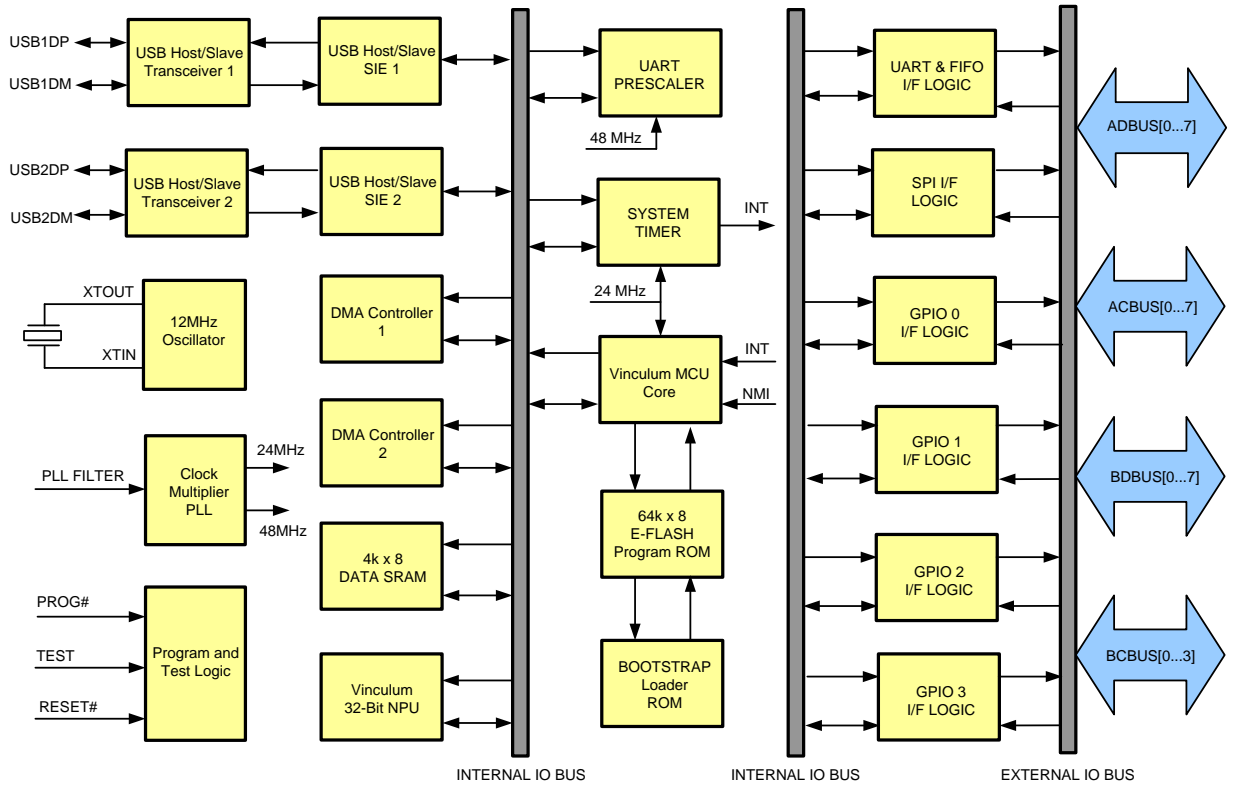 USB1DP
USB1DM
USB Host/Slave
Transceiver 1
USB Host/Slave
SIE 1
USB2DP
USB2DM
USB Host/Slave
Transceiver 2
USB Host/Slave
SIE 2
XTOUT
XTIN
12MHz
Oscillator
DMA Controller
1
PLL FILTER
Clock
Multiplier
PLL
24MHz
48MHz
DMA Controller
2
4k x 8
DATA SRAM
PROG#
TEST
RESET#
Program and
Test Logic
Vinculum
32-Bit NPU
INTERNAL IO BUS
UART
PRESCALER
48 MHz
SYSTEM
TIMER
INT
24 MHz
Vinculum MCU
Core
INT
NMI
64k x 8
E-FLASH
Program ROM
BOOTSTRAP
Loader
ROM
INTERNAL IO BUS
UART & FIFO
I/F LOGIC
SPI I/F
LOGIC
GPIO 0
I/F LOGIC
GPIO 1
I/F LOGIC
GPIO 2
I/F LOGIC
GPIO 3
I/F LOGIC
EXTERNAL IO BUS
ADBUS[0...7]
ACBUS[0...7]
BDBUS[0...7]
BCBUS[0...3]